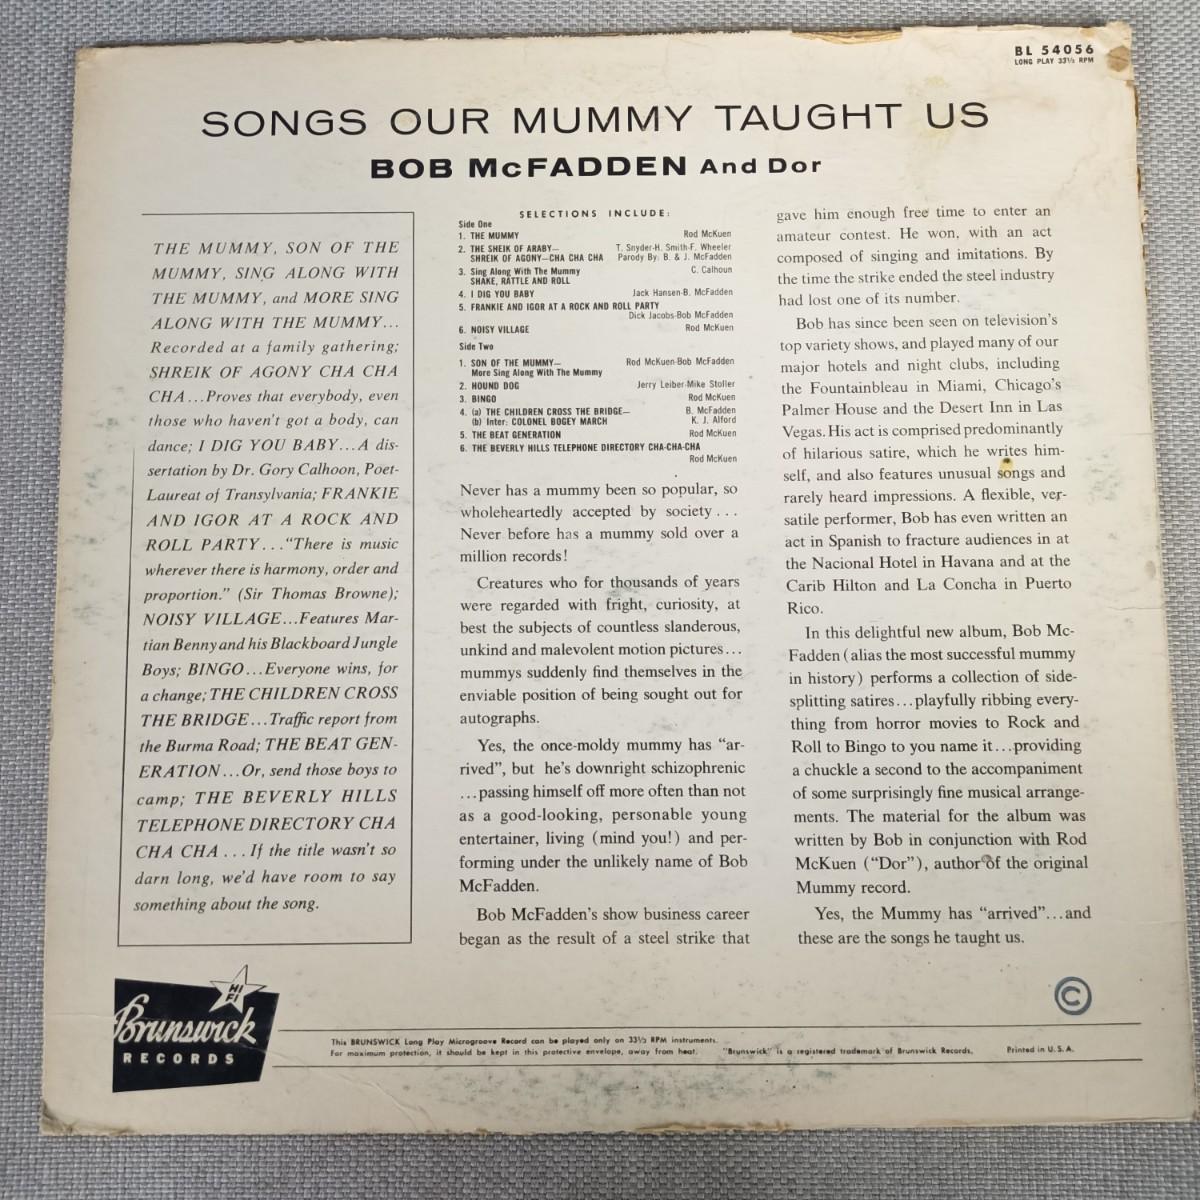 BL 54056
LONG PLAY 33⅓ RPM
SONGS OUR MUMMY TAUGHT US
BOB McFADDEN And Dor
THE MUMMY, SON OF THE
MUMMY, SING ALONG WITH
THE MUMMY, and MORE SING
ALONG WITH THE MUMMY...
Recorded at a family gathering;
SHREIK OF AGONY CHA CHA
CHA...Proves that everybody, even
those who haven't got a body, can
dance; I DIG YOU BABY...A dis-
sertation by Dr. Gory Calhoon, Poet-
Laureat of Transylvania; FRANKIE
AND IGOR AT A ROCK AND
ROLL PARTY..."There is music
wherever there is harmony, order and
proportion." (Sir Thomas Browne);
NOISY VILLAGE...Features Mar-
tian Benny and his Blackboard Jungle
Boys; BINGO...Everyone wins, for
a change; THE CHILDREN CROSS
THE BRIDGE...Traffic report from
the Burma Road; THE BEAT GEN-
ERATION...Or, send those boys to
camp; THE BEVERLY HILLS
TELEPHONE DIRECTORY CHA
CHA CHA...If the title wasn't so
darn long, we'd have room to say
something about the song.
SELECTIONS INCLUDE:
Side One
1. THE MUMMY Rod McKuen
2. THE SHEIK OF ARABY— T. Snyder-H. Smith-F. Wheeler
SHREIK OF AGONY—CHA CHA CHA Parody By: B. & J. McFadden
3. Sing Along With The Mummy C. Calhoun
SHAKE, RATTLE AND ROLL
4. I DIG YOU BABY Jack Hansen-B. McFadden
5. FRANKIE AND IGOR AT A ROCK AND ROLL PARTY
Dick Jacobs-Bob McFadden
6. NOISY VILLAGE Rod McKuen
Side Two
1. SON OF THE MUMMY— Rod McKuen-Bob McFadden
More Sing Along With The Mummy
2. HOUND DOG Jerry Leiber-Mike Stoller
3. BINGO Rod McKuen
4. (a) THE CHILDREN CROSS THE BRIDGE— B. McFadden
(b) Inter: COLONEL BOGEY MARCH K. J. Alford
5. THE BEAT GENERATION Rod McKuen
6. THE BEVERLY HILLS TELEPHONE DIRECTORY CHA-CHA-CHA
Rod McKuen
Never has a mummy been so popular, so
wholeheartedly accepted by society...
Never before has a mummy sold over a
million records!
Creatures who for thousands of years
were regarded with fright, curiosity, at
best the subjects of countless slanderous,
unkind and malevolent motion pictures...
mummys suddenly find themselves in the
enviable position of being sought out for
autographs.
Yes, the once-moldy mummy has "ar-
rived", but he's downright schizophrenic
...passing himself off more often than not
as a good-looking, personable young
entertainer, living (mind you!) and per-
forming under the unlikely name of Bob
McFadden.
Bob McFadden's show business career
began as the result of a steel strike that
gave him enough free time to enter an
amateur contest. He won, with an act
composed of singing and imitations. By
the time the strike ended the steel industry
had lost one of its number.
Bob has since been seen on television's
top variety shows, and played many of our
major hotels and night clubs, including
the Fountainbleau in Miami, Chicago's
Palmer House and the Desert Inn in Las
Vegas. His act is comprised predominantly
of hilarious satire, which he writes him-
self, and also features unusual songs and
rarely heard impressions. A flexible, ver-
satile performer, Bob has even written an
act in Spanish to fracture audiences in at
the Nacional Hotel in Havana and at the
Carib Hilton and La Concha in Puerto
Rico.
In this delightful new album, Bob Mc-
Fadden (alias the most successful mummy
in history) performs a collection of side-
splitting satires...playfully ribbing every-
thing from horror movies to Rock and
Roll to Bingo to you name it...providing
a chuckle a second to the accompaniment
of some surprisingly fine musical arrange-
ments. The material for the album was
written by Bob in conjunction with Rod
McKuen ("Dor"), author of the original
Mummy record.
Yes, the Mummy has "arrived"...and
these are the songs he taught us.
©
HI
FI
Brunswick
RECORDS
This BRUNSWICK Long Play Microgroove Record can be played only on 33⅓ RPM instruments.
For maximum protection, it should be kept in this protective envelope, away from heat. "Brunswick" is a registered trademark of Brunswick Records. Printed in U.S.A.